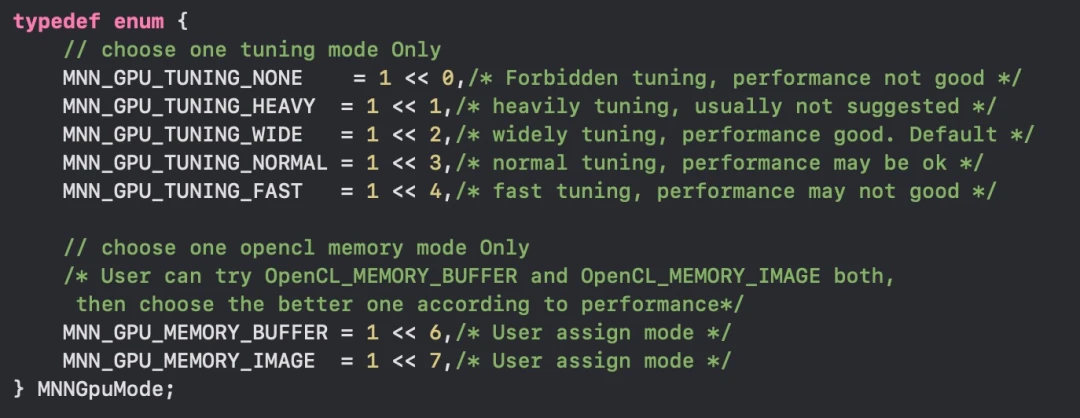 typedef enum {
    // choose one tuning mode Only
    MNN_GPU_TUNING_NONE    = 1 << 0,/* Forbidden tuning, performance not good */
    MNN_GPU_TUNING_HEAVY  = 1 << 1,/* heavily tuning, usually not suggested */
    MNN_GPU_TUNING_WIDE   = 1 << 2,/* widely tuning, performance good. Default */
    MNN_GPU_TUNING_NORMAL = 1 << 3,/* normal tuning, performance may be ok */
    MNN_GPU_TUNING_FAST   = 1 << 4,/* fast tuning, performance may not good */

    // choose one opencl memory mode Only
    /* User can try OpenCL_MEMORY_BUFFER and OpenCL_MEMORY_IMAGE both,
     then choose the better one according to performance*/
    MNN_GPU_MEMORY_BUFFER = 1 << 6,/* User assign mode */
    MNN_GPU_MEMORY_IMAGE  = 1 << 7,/* User assign mode */
} MNNGpuMode;